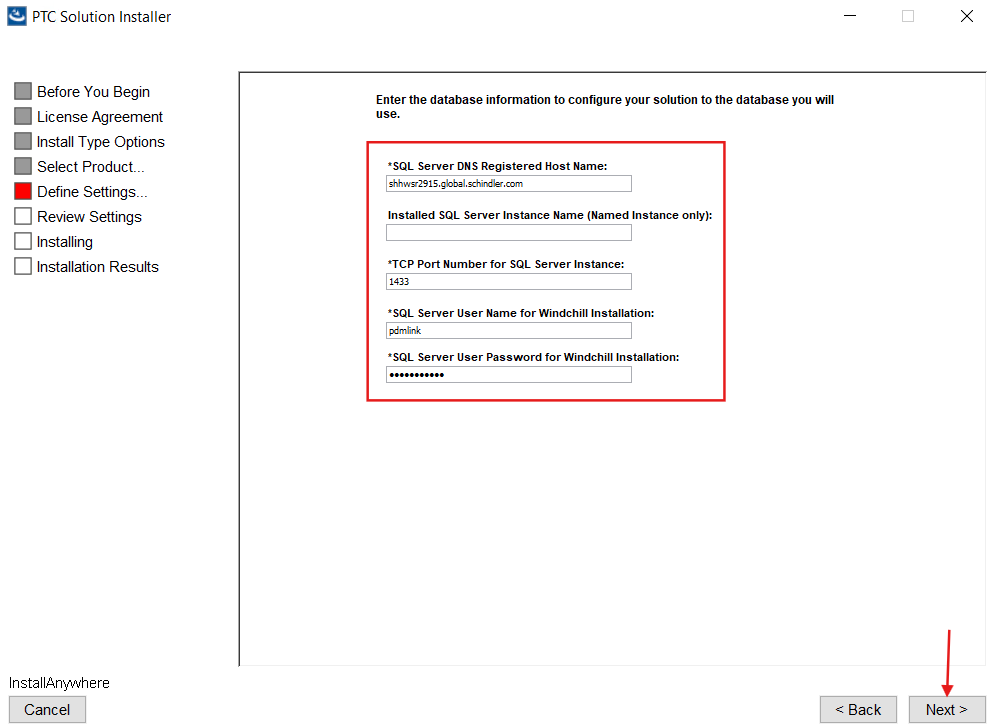 PTC Solution Installer
Before You Begin
License Agreement
Install Type Options
Select Product...
Define Settings...
Review Settings
Installing
Installation Results
Enter the database information to configure your solution to the database you will
use.
*SQL Server DNS Registered Host Name:
shhwsr2915.global.schindler.com
Installed SQL Server Instance Name (Named Instance only):
*TCP Port Number for SQL Server Instance:
1433
*SQL Server User Name for Windchill Installation:
pdmlink
*SQL Server User Password for Windchill Installation:
•••••••••••
InstallAnywhere
Cancel
< Back
Next >